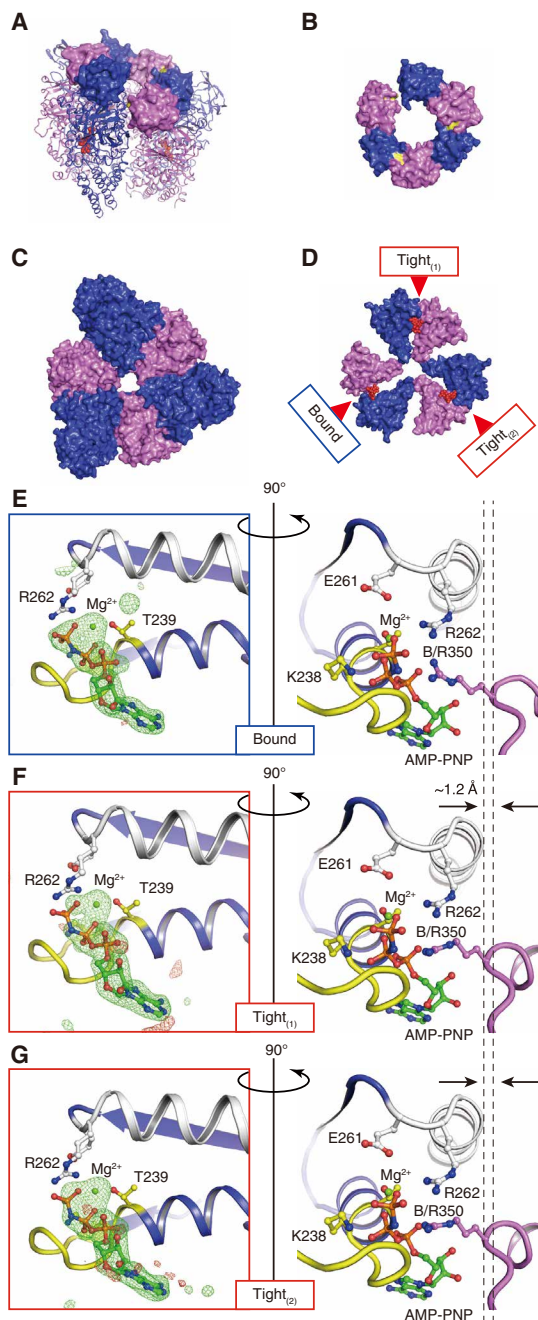 A
B
C
D
Tight(1)
Bound
Tight(2)
E
90°
R262
Mg²⁺
T239
Bound
E261
Mg²⁺
R262
K238
B/R350
AMP-PNP
F
90°
~1.2 Å
R262
Mg²⁺
T239
Tight(1)
E261
Mg²⁺
R262
K238
B/R350
AMP-PNP
G
90°
R262
Mg²⁺
T239
Tight(2)
E261
Mg²⁺
R262
K238
B/R350
AMP-PNP